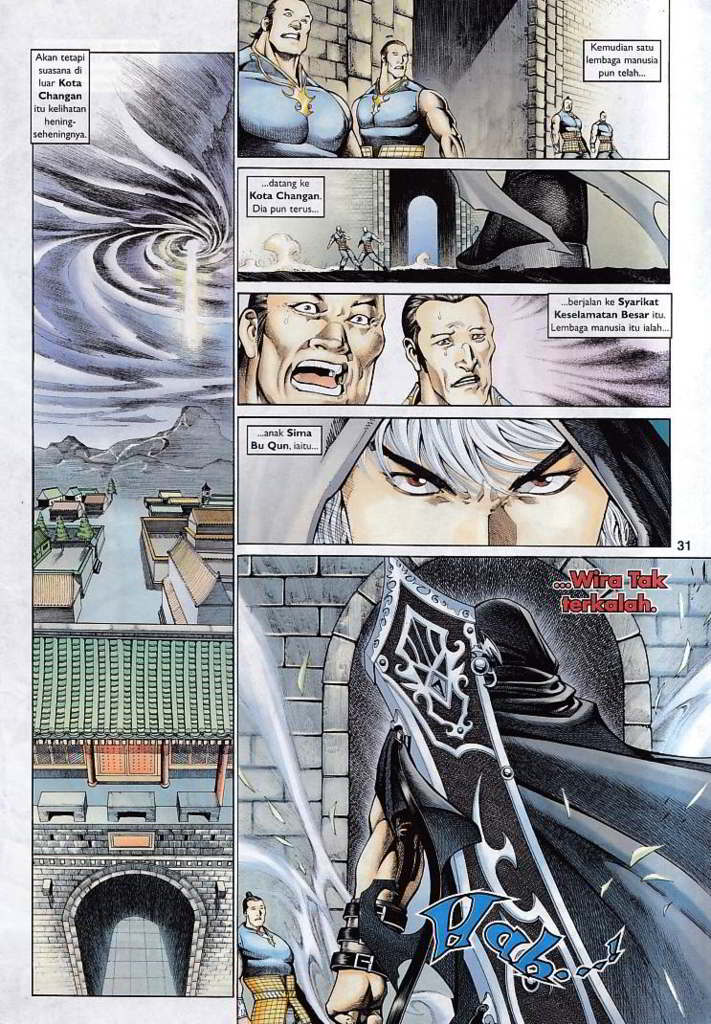 Akan tetapi
suasana di
luar Kota
Changan
itu kelihatan
hening-
seheningnya.
Kemudian satu
lembaga manusia
pun telah...
...datang ke
Kota Changan.
Dia pun terus...
...berjalan ke Syarikat
Keselamatan Besar itu.
Lembaga manusia itu ialah...
...anak Sima
Bu Qun, iaitu...
31
...Wira Tak
terkalah.
Hab...!